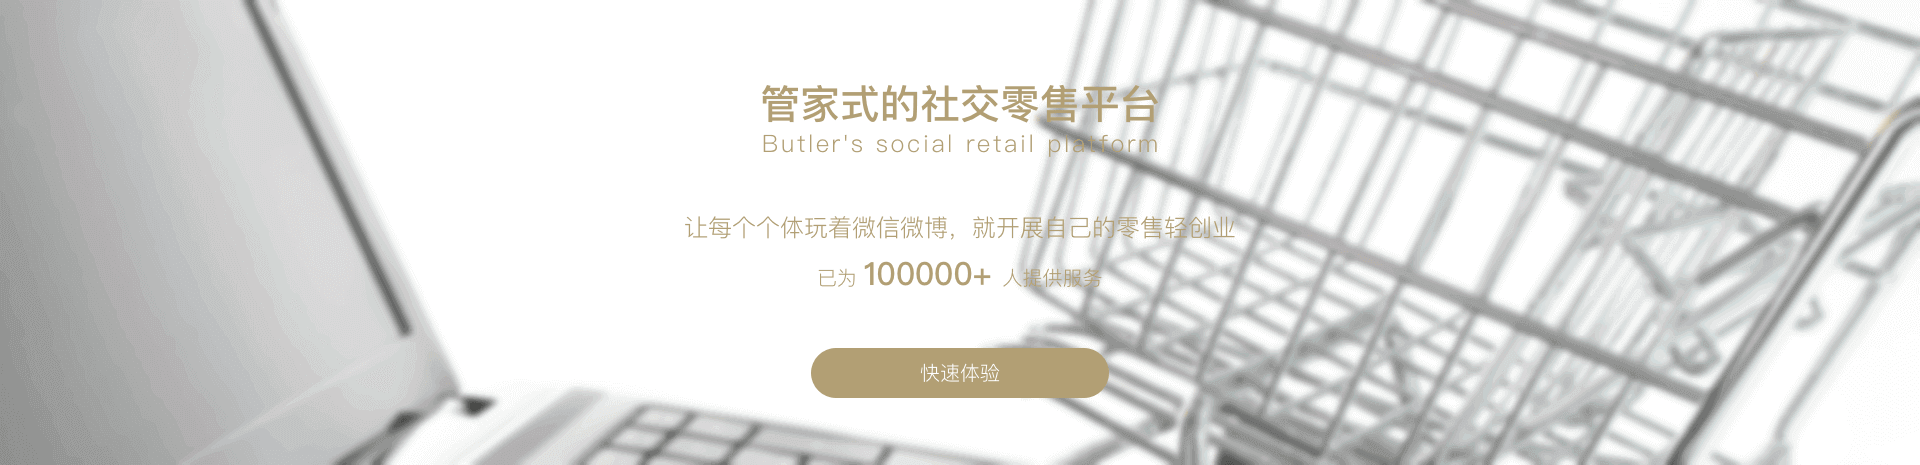 管家式的社交零售平台
Butler's social retail platform
让每个个体玩着微信微博，就开展自己的零售轻创业
已为 100000+ 人提供服务
快速体验